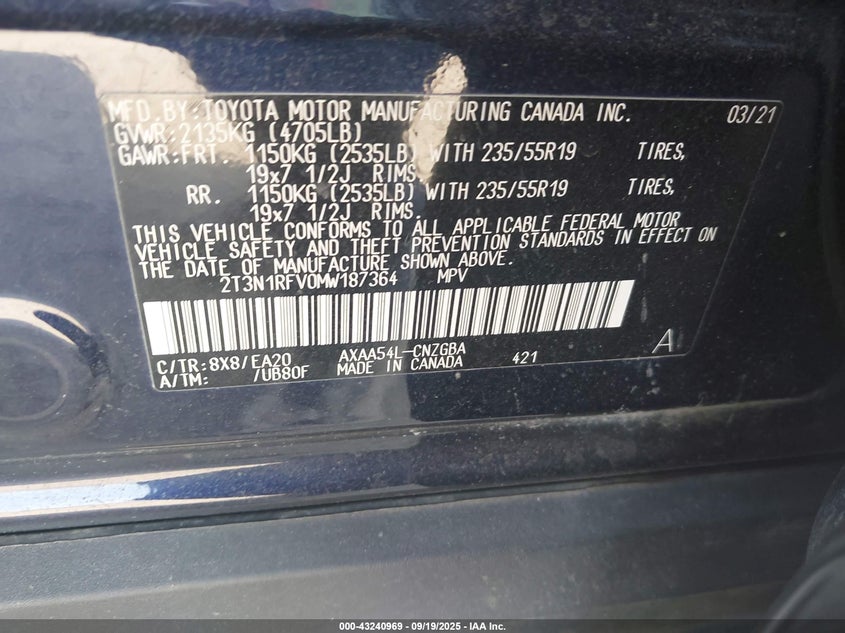 MFD.BY:TOYOTA MOTOR MANUFACTURING CANADA INC. 03/21
GVWR:2135KG (4705LB)
GAWR:FRT. 1150KG (2535LB) WITH 235/55R19 TIRES,
19x7 1/2J RIMS.
RR. 1150KG (2535LB) WITH 235/55R19 TIRES,
19x7 1/2J RIMS.
THIS VEHICLE CONFORMS TO ALL APPLICABLE FEDERAL MOTOR
VEHICLE SAFETY AND THEFT PREVENTION STANDARDS IN EFFECT ON
THE DATE OF MANUFACTURE SHOWN ABOVE.
2T3N1RFV0MW187364 MPV
C/TR:8X8/EA20 AXAA54L-CNZGBA 421 A
A/TM: /UB80F MADE IN CANADA
000-43240969 - 09/19/2025 - IAA Inc.